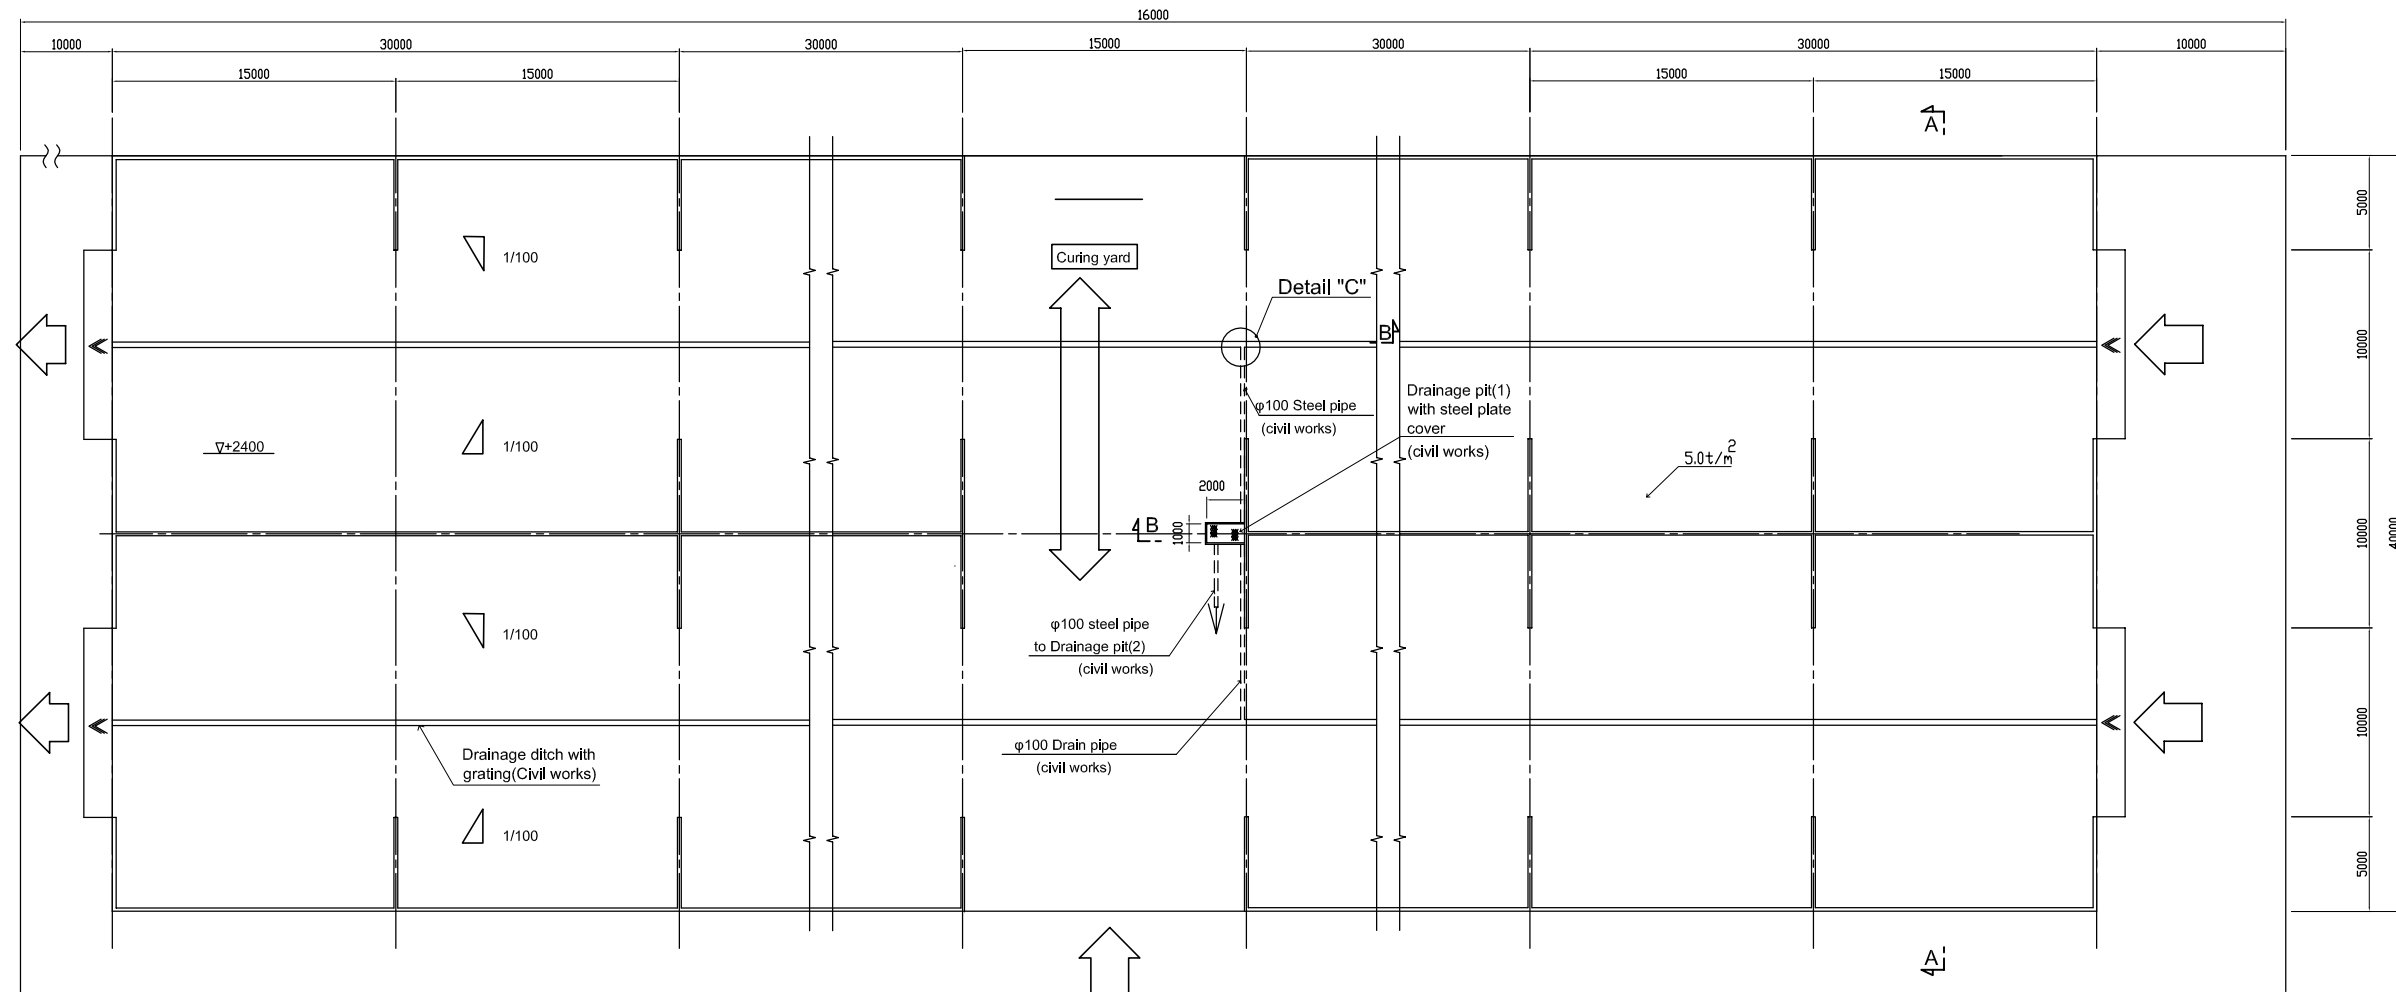 16000
10000
30000
30000
15000
30000
30000
10000
15000
15000
15000
15000
A
5000
1/100
Curing yard
Detail "C"
B
10000
φ100 Steel pipe
(civil works)
Drainage pit(1)
with steel plate
cover
(civil works)
∇+2400
1/100
5.0t/m2
2000
B
1000
10000
40000
φ100 steel pipe
to Drainage pit(2)
(civil works)
1/100
10000
φ100 Drain pipe
(civil works)
Drainage ditch with
grating(Civil works)
1/100
5000
A